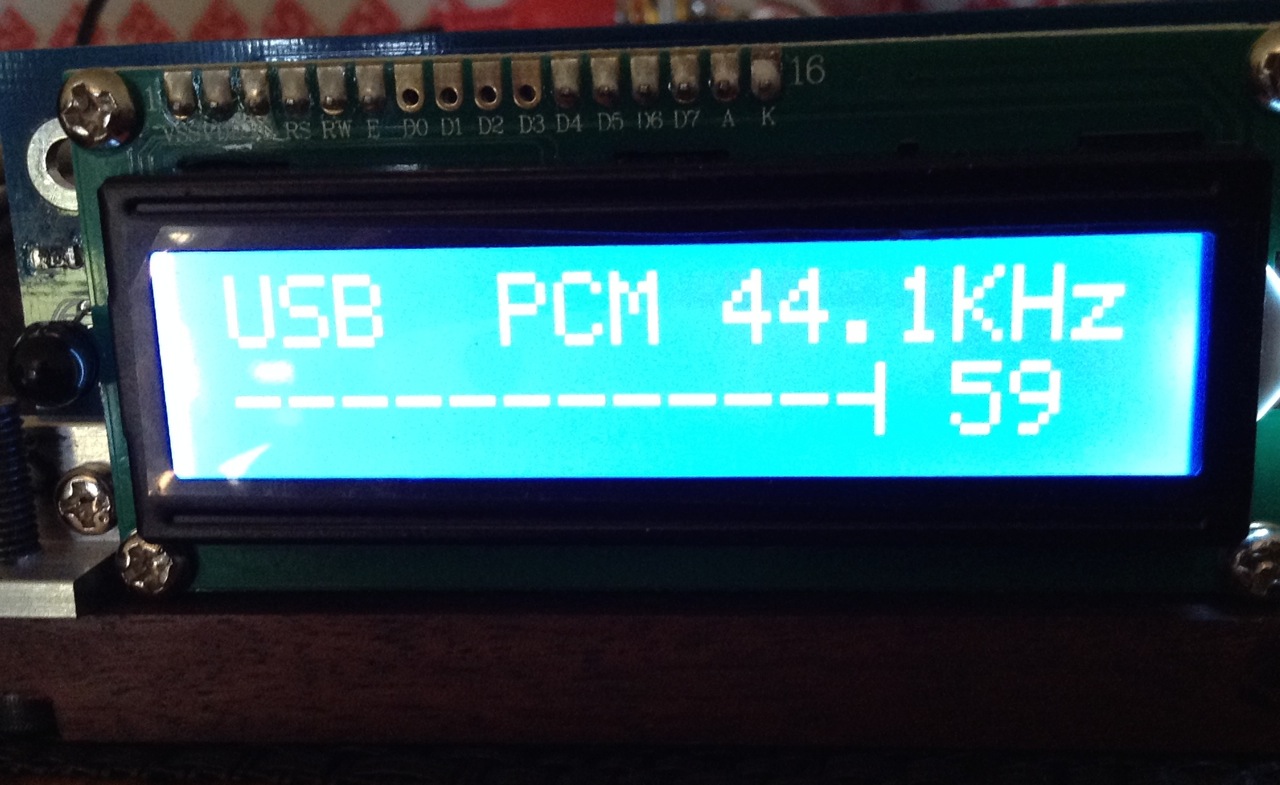 16
RS RW E D0 D1 D2 D3 D4 D5 D6 D7 A K
USB PCM 44.1KHz
-------------┤ 59